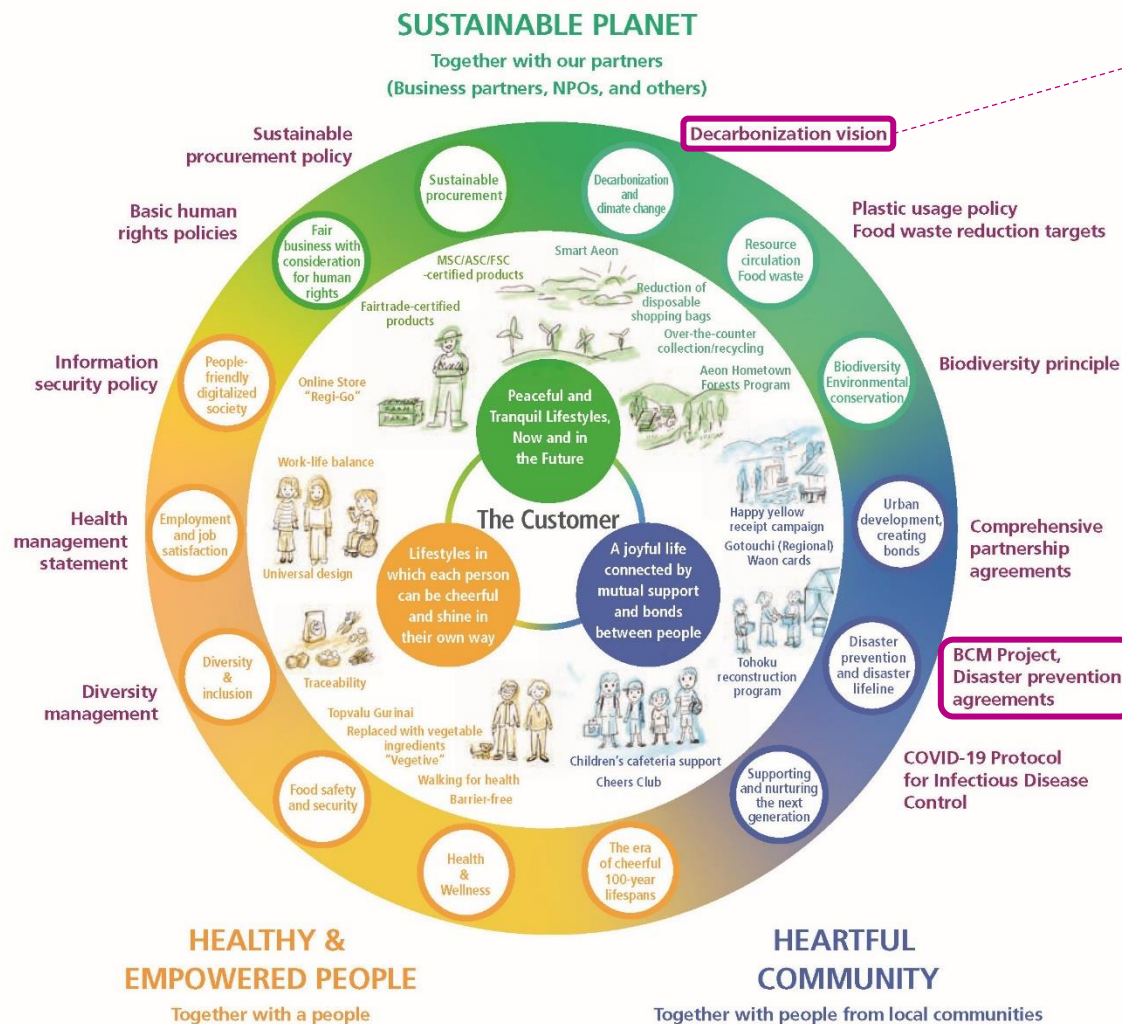 SUSTAINABLE PLANET
Together with our partners
(Business partners, NPOs, and others)
Sustainable
procurement policy
Decarbonization vision
Basic human
rights policies
Plastic usage policy
Food waste reduction targets
Information
security policy
Biodiversity principle
Health
management
statement
Comprehensive
partnership
agreements
Diversity
management
BCM Project,
Disaster prevention
agreements
COVID-19 Protocol
for Infectious Disease
Control
Sustainable
procurement
Decarbonization
and
climate change
Fair
business with
consideration
for human
rights
Resource
circulation
Food waste
People-
friendly
digitalized
society
Biodiversity
Environmental
conservation
Employment
and job
satisfaction
Urban
development,
creating
bonds
Diversity
&
inclusion
Disaster
prevention
and disaster
lifeline
Food safety
and security
Supporting
and nurturing
the next
generation
Health
&
Wellness
The era
of cheerful
100-year
lifespans
MSC/ASC/FSC
-certified products
Smart Aeon
Fairtrade-certified
products
Reduction of
disposable
shopping bags
Over-the-counter
collection/recycling
Online Store
"Regi-Go"
Aeon Hometown
Forests Program
Peaceful and
Tranquil Lifestyles,
Now and in
the Future
Work-life balance
The Customer
Happy yellow
receipt campaign
Gotouchi (Regional)
Waon cards
Universal design
Lifestyles in
which each person
can be cheerful
and shine in
their own way
A joyful life
connected by
mutual support
and bonds
between people
Traceability
Tohoku
reconstruction
program
Topvalu Gurinai
Replaced with vegetable
ingredients
"Vegetive"
Walking for health
Barrier-free
Children's cafeteria support
Cheers Club
HEALTHY &
EMPOWERED PEOPLE
Together with a people
HEARTFUL
COMMUNITY
Together with people from local communities